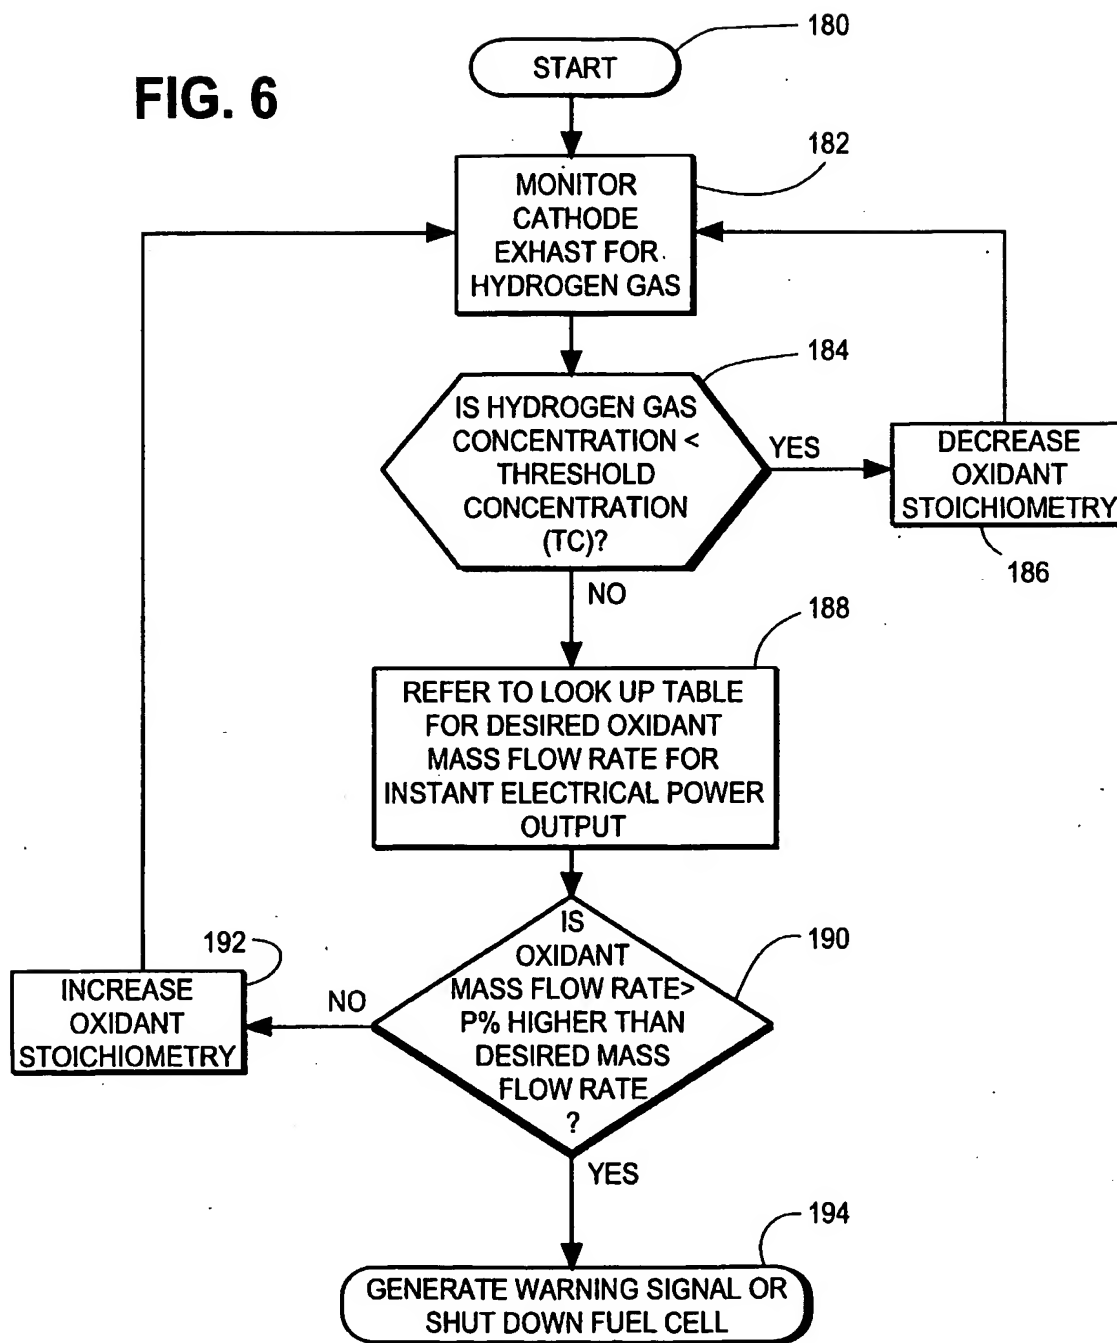 FIG. 6
180
START
182
MONITOR
CATHODE
EXHAST FOR
HYDROGEN GAS
184
IS HYDROGEN GAS
CONCENTRATION <
THRESHOLD
CONCENTRATION
(TC)?
YES
DECREASE
OXIDANT
STOICHIOMETRY
186
NO
188
REFER TO LOOK UP TABLE
FOR DESIRED OXIDANT
MASS FLOW RATE FOR
INSTANT ELECTRICAL POWER
OUTPUT
190
IS
OXIDANT
MASS FLOW RATE>
P% HIGHER THAN
DESIRED MASS
FLOW RATE
?
NO
192
INCREASE
OXIDANT
STOICHIOMETRY
YES
194
GENERATE WARNING SIGNAL OR
SHUT DOWN FUEL CELL